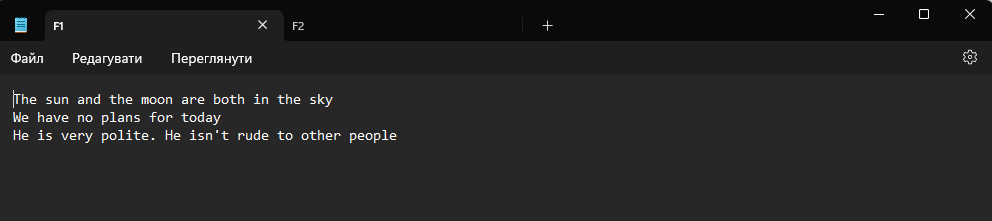 F1
F2
Файл Редагувати Переглянути
The sun and the moon are both in the sky
We have no plans for today
He is very polite. He isn't rude to other people